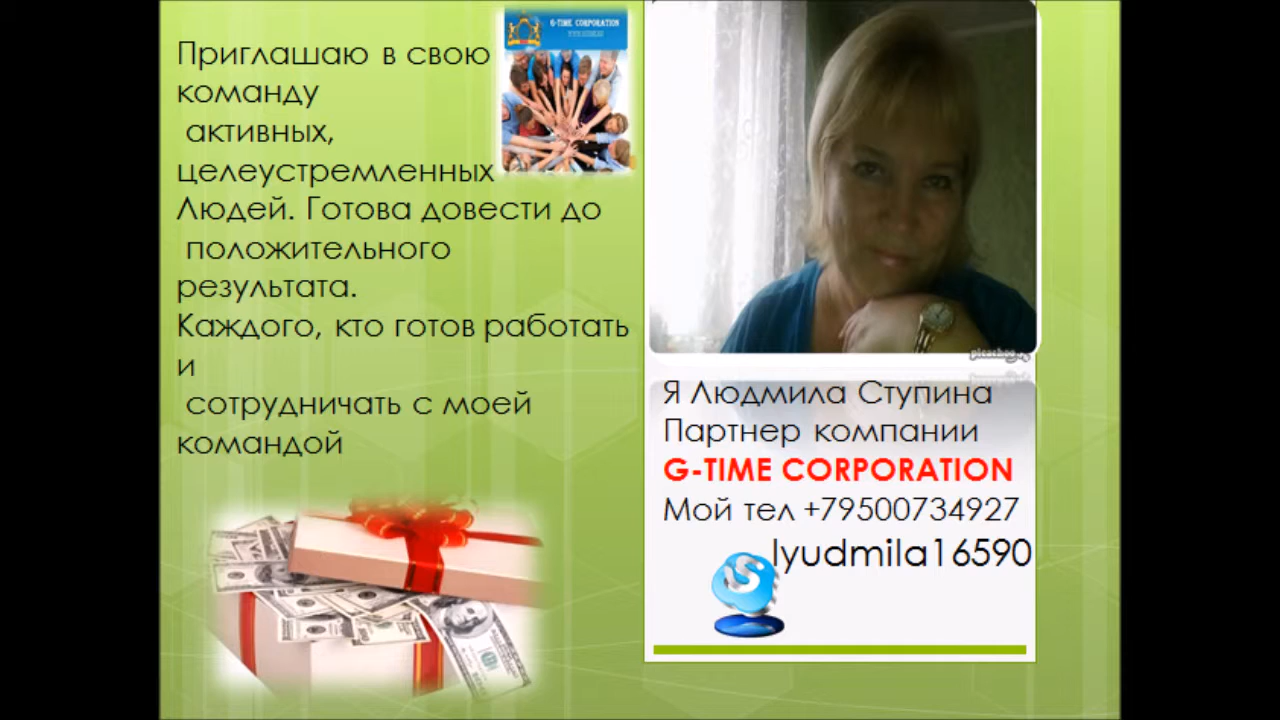 Приглашаю в свою
команду
активных,
целеустремленных
Людей. Готова довести до
положительного
результата.
Каждого, кто готов работать
и
сотрудничать с моей
командой
G-TIME CORPORATION
Я Людмила Ступина
Партнер компании
G-TIME CORPORATION
Мой тел +79500734927
lyudmila16590